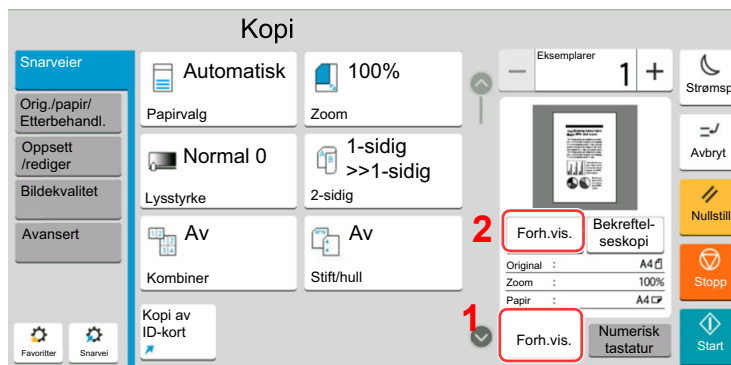 Kopi
Snarveier
Orig./papir/
Etterbehandl.
Oppsett
/rediger
Bildekvalitet
Avansert
Favoritter
Snarvei
Automatisk
Papirvalg
100%
Zoom
Normal 0
Lysstyrke
1-sidig
>>1-sidig
2-sidig
Av
Kombiner
Av
Stift/hull
Kopi av
ID-kort
Eksemplarer
− 1 +
2
Forh.vis.
Bekreftel-
seskopi
Original : A4
Zoom : 100%
Papir : A4
1
Forh.vis.
Numerisk
tastatur
Strømsp
Avbryt
Nullstill
Stopp
Start